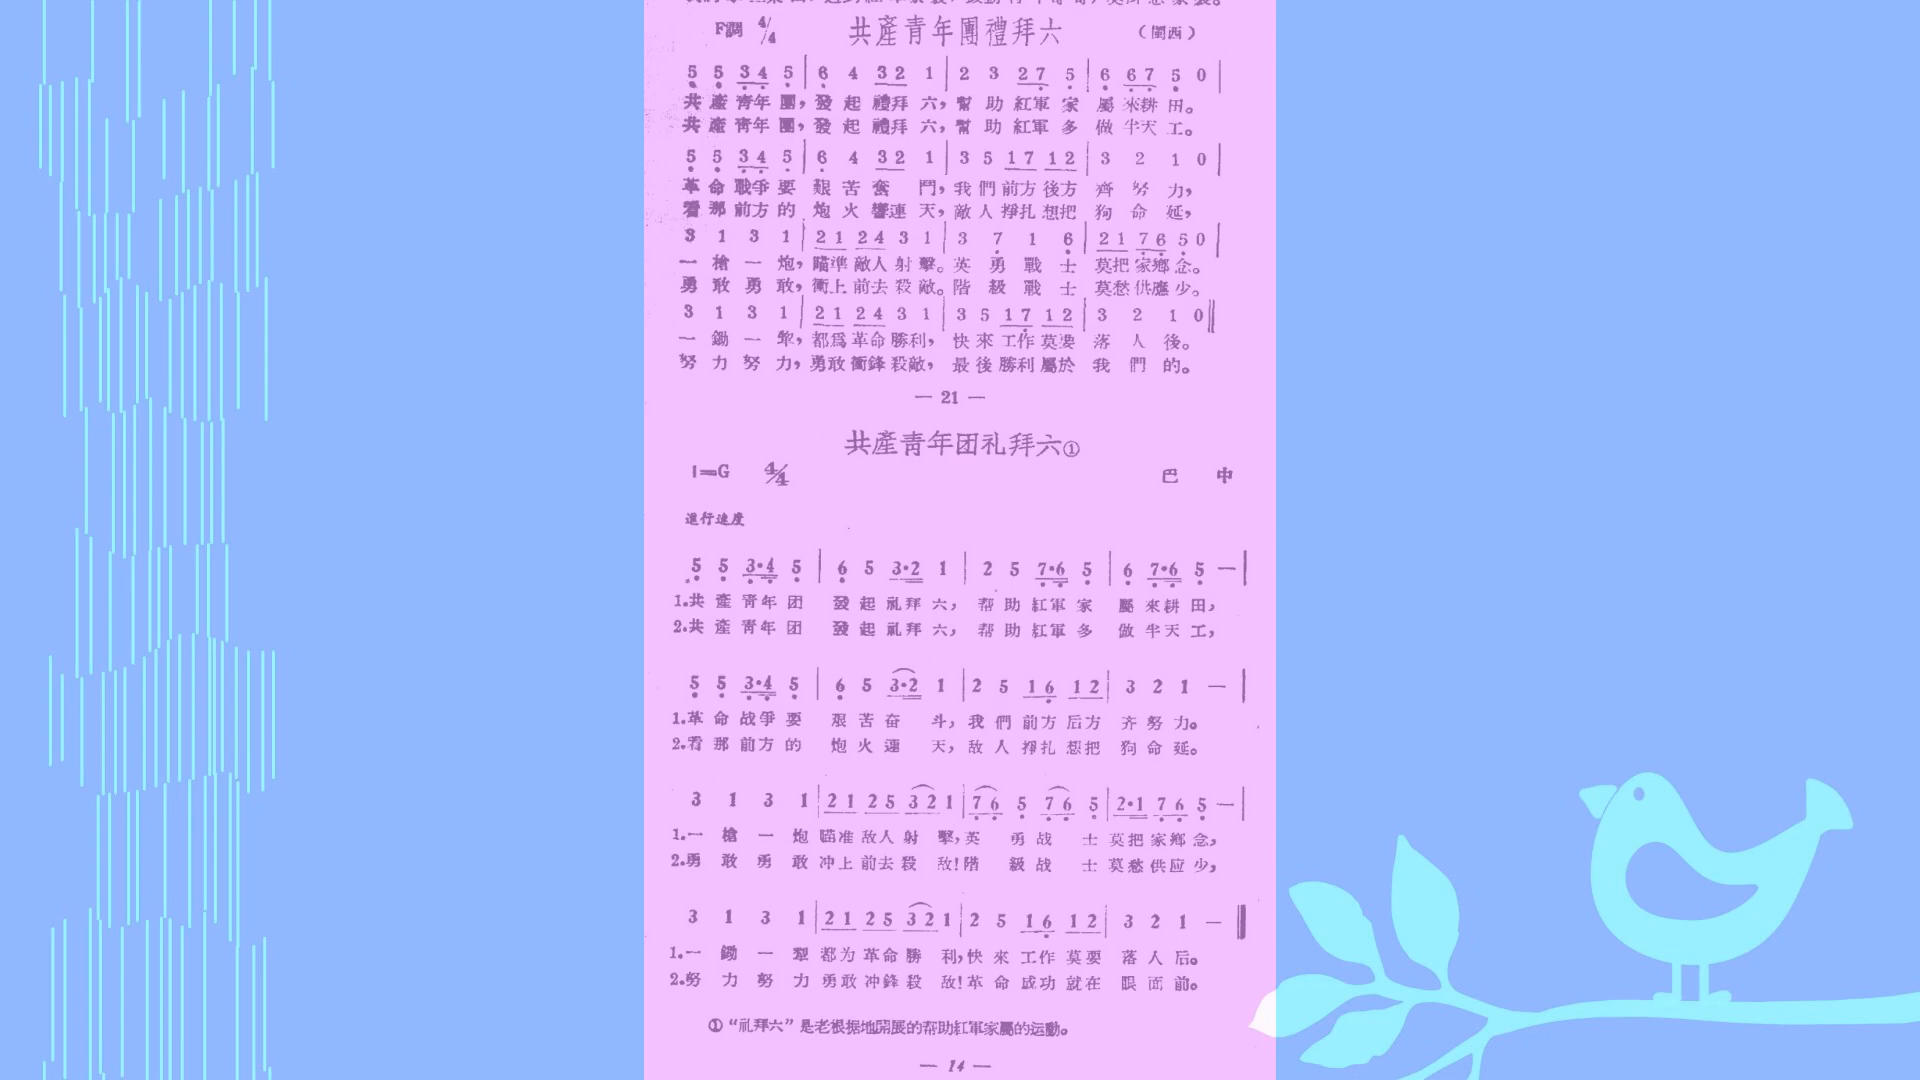 F調 4/4 共產青年團禮拜六 (閩西)
5 5 3 4 5 | 6 4 3 2 1 | 2 3 2 7 5 | 6 6 7 5 0 |
共產青年團，發起禮拜六，幫助紅軍家屬來耕田。
共產青年團，發起禮拜六，幫助紅軍多做半天工。
5 5 3 4 5 | 6 4 3 2 1 | 3 5 1 7 1 2 | 3 2 1 0 |
革命戰爭要艱苦奮鬥，我們前方後方齊努力，
看那前方的炮火響連天，敵人掙扎想把狗命延，
3 1 3 1 | 2 1 2 4 3 1 | 3 7 1 6 | 2 1 7 6 5 0 |
一槍一炮，瞄準敵人射擊。英勇戰士莫把家鄉念。
勇敢勇敢，衝上前去殺敵。階級戰士莫愁供應少。
3 1 3 1 | 2 1 2 4 3 1 | 3 5 1 7 1 2 | 3 2 1 0 ||
一鋤一犂，都爲革命勝利，快來工作莫要落人後。
努力努力，勇敢衝鋒殺敵，最後勝利屬於我們的。
— 21 —
共產青年团礼拜六①
1=G 4/4 巴中
進行速度
5 5 3·4 5 | 6 5 3·2 1 | 2 5 7·6 5 | 6 7·6 5 — |
1.共產青年团 發起礼拜六，帮助紅軍家屬來耕田，
2.共產青年团 發起礼拜六，帮助紅軍多做半天工，
5 5 3·4 5 | 6 5 3·2 1 | 2 5 1 6 1 2 | 3 2 1 — |
1.革命战爭要 艰苦奋斗，我們前方后方齐努力。
2.看那前方的 炮火連天，敌人掙扎想把狗命延。
3 1 3 1 | 2 1 2 5 3 2 1 | 7 6 5 7 6 5 | 2·1 7 6 5 — |
1.一槍一炮 瞄准敌人射擊，英勇战士莫把家鄉念，
2.勇敢勇敢 冲上前去殺敌！階級战士莫愁供应少，
3 1 3 1 | 2 1 2 5 3 2 1 | 2 5 1 6 1 2 | 3 2 1 — ||
1.一鋤一犂 都为革命勝利，快來工作莫要落人后。
2.努力努力 勇敢冲鋒殺敌！革命成功就在眼面前。
①“礼拜六”是老根据地開展的帮助紅軍家屬的运動。
— 14 —